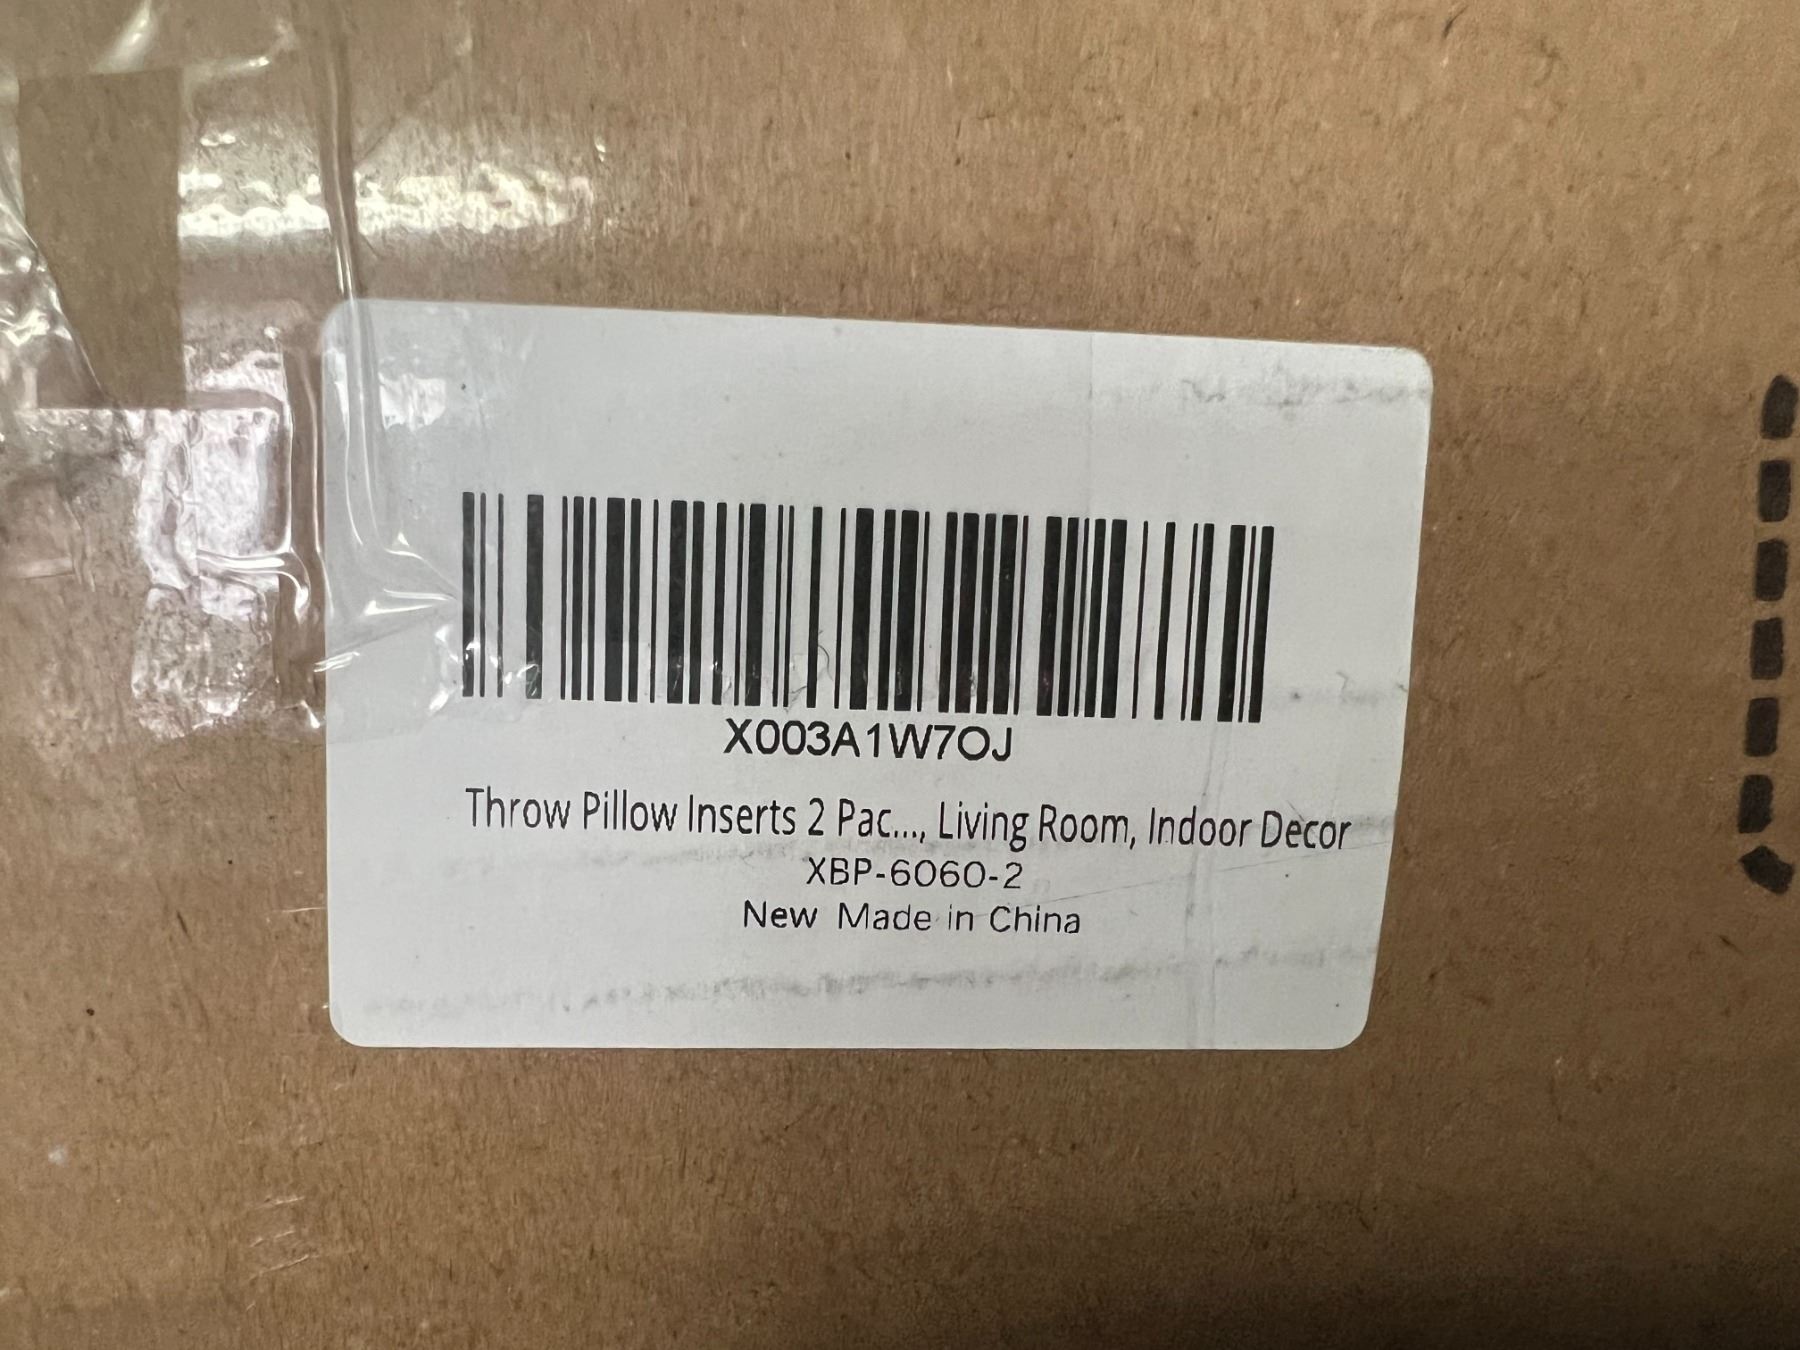 X003A1W7OJ
Throw Pillow Inserts 2 Pac..., Living Room, Indoor Decor
XBP-6060-2
New Made in China